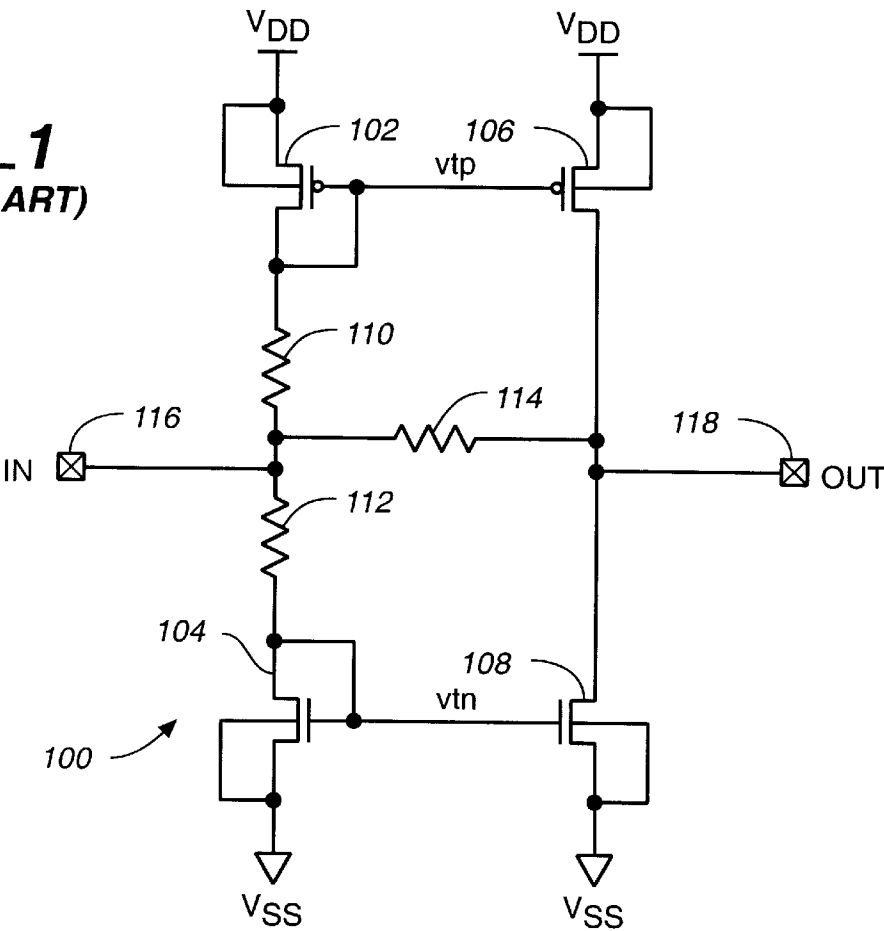 VDD VDD
1
ART)
102 106
vtp
110
116 114 118
IN OUT
112
104 108
vtn
100
VSS VSS